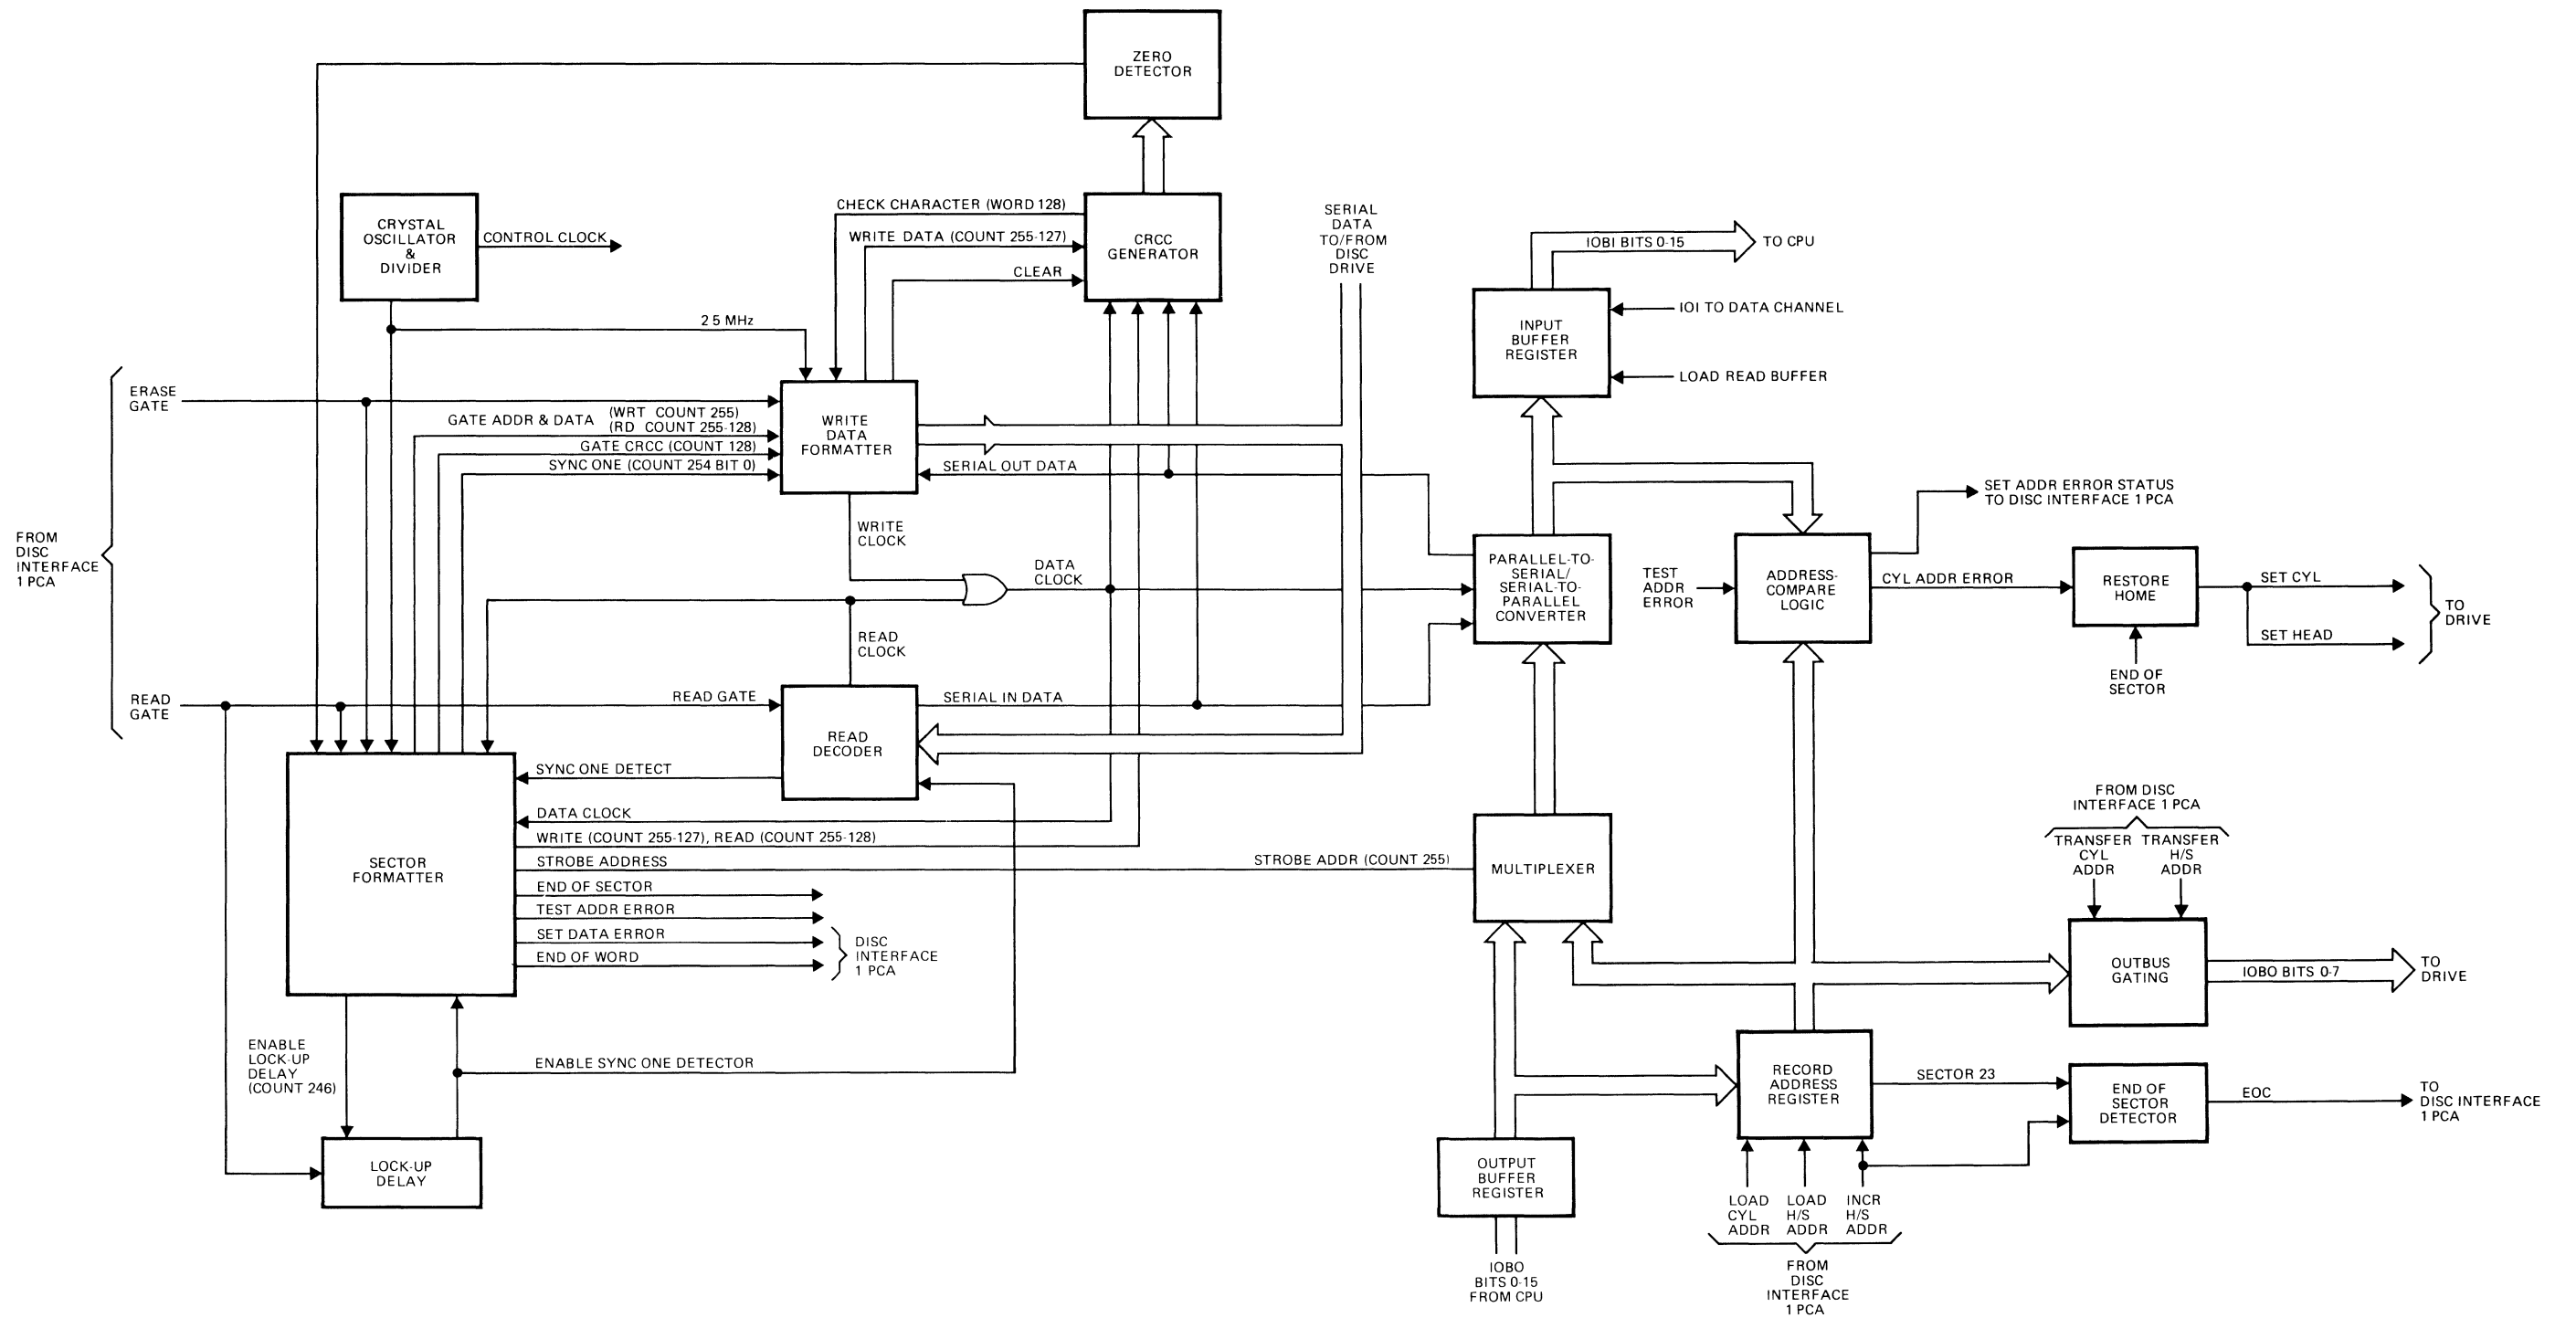 ZERO
DETECTOR
CRYSTAL
OSCILLATOR
&
DIVIDER
CONTROL CLOCK
CHECK CHARACTER (WORD 128)
WRITE DATA (COUNT 255-127)
CLEAR
CRCC
GENERATOR
SERIAL
DATA
TO/FROM
DISC
DRIVE
IOBI BITS 0-15
TO CPU
INPUT
BUFFER
REGISTER
IOI TO DATA CHANNEL
LOAD READ BUFFER
2 5 MHz
FROM
DISC
INTERFACE
1 PCA
ERASE
GATE
GATE ADDR & DATA
(WRT COUNT 255)
(RD COUNT 255-128)
GATE CRCC (COUNT 128)
SYNC ONE (COUNT 254 BIT 0)
WRITE
DATA
FORMATTER
SERIAL OUT DATA
WRITE
CLOCK
DATA
CLOCK
READ
CLOCK
PARALLEL-TO-
SERIAL/
SERIAL-TO-
PARALLEL
CONVERTER
TEST
ADDR
ERROR
ADDRESS-
COMPARE
LOGIC
SET ADDR ERROR STATUS
TO DISC INTERFACE 1 PCA
CYL ADDR ERROR
RESTORE
HOME
SET CYL
SET HEAD
TO
DRIVE
END OF
SECTOR
READ
GATE
READ GATE
SERIAL IN DATA
READ
DECODER
SYNC ONE DETECT
DATA CLOCK
WRITE (COUNT 255-127), READ (COUNT 255-128)
STROBE ADDRESS
STROBE ADDR (COUNT 255)
END OF SECTOR
TEST ADDR ERROR
SET DATA ERROR
END OF WORD
DISC
INTERFACE
1 PCA
SECTOR
FORMATTER
MULTIPLEXER
FROM DISC
INTERFACE 1 PCA
TRANSFER
CYL
ADDR
TRANSFER
H/S
ADDR
OUTBUS
GATING
IOBO BITS 0-7
TO
DRIVE
ENABLE
LOCK-UP
DELAY
(COUNT 246)
ENABLE SYNC ONE DETECTOR
LOCK-UP
DELAY
RECORD
ADDRESS
REGISTER
SECTOR 23
END OF
SECTOR
DETECTOR
EOC
TO
DISC INTERFACE
1 PCA
OUTPUT
BUFFER
REGISTER
LOAD
CYL
ADDR
LOAD
H/S
ADDR
INCR
H/S
ADDR
FROM
DISC
INTERFACE
1 PCA
IOBO
BITS 0-15
FROM CPU